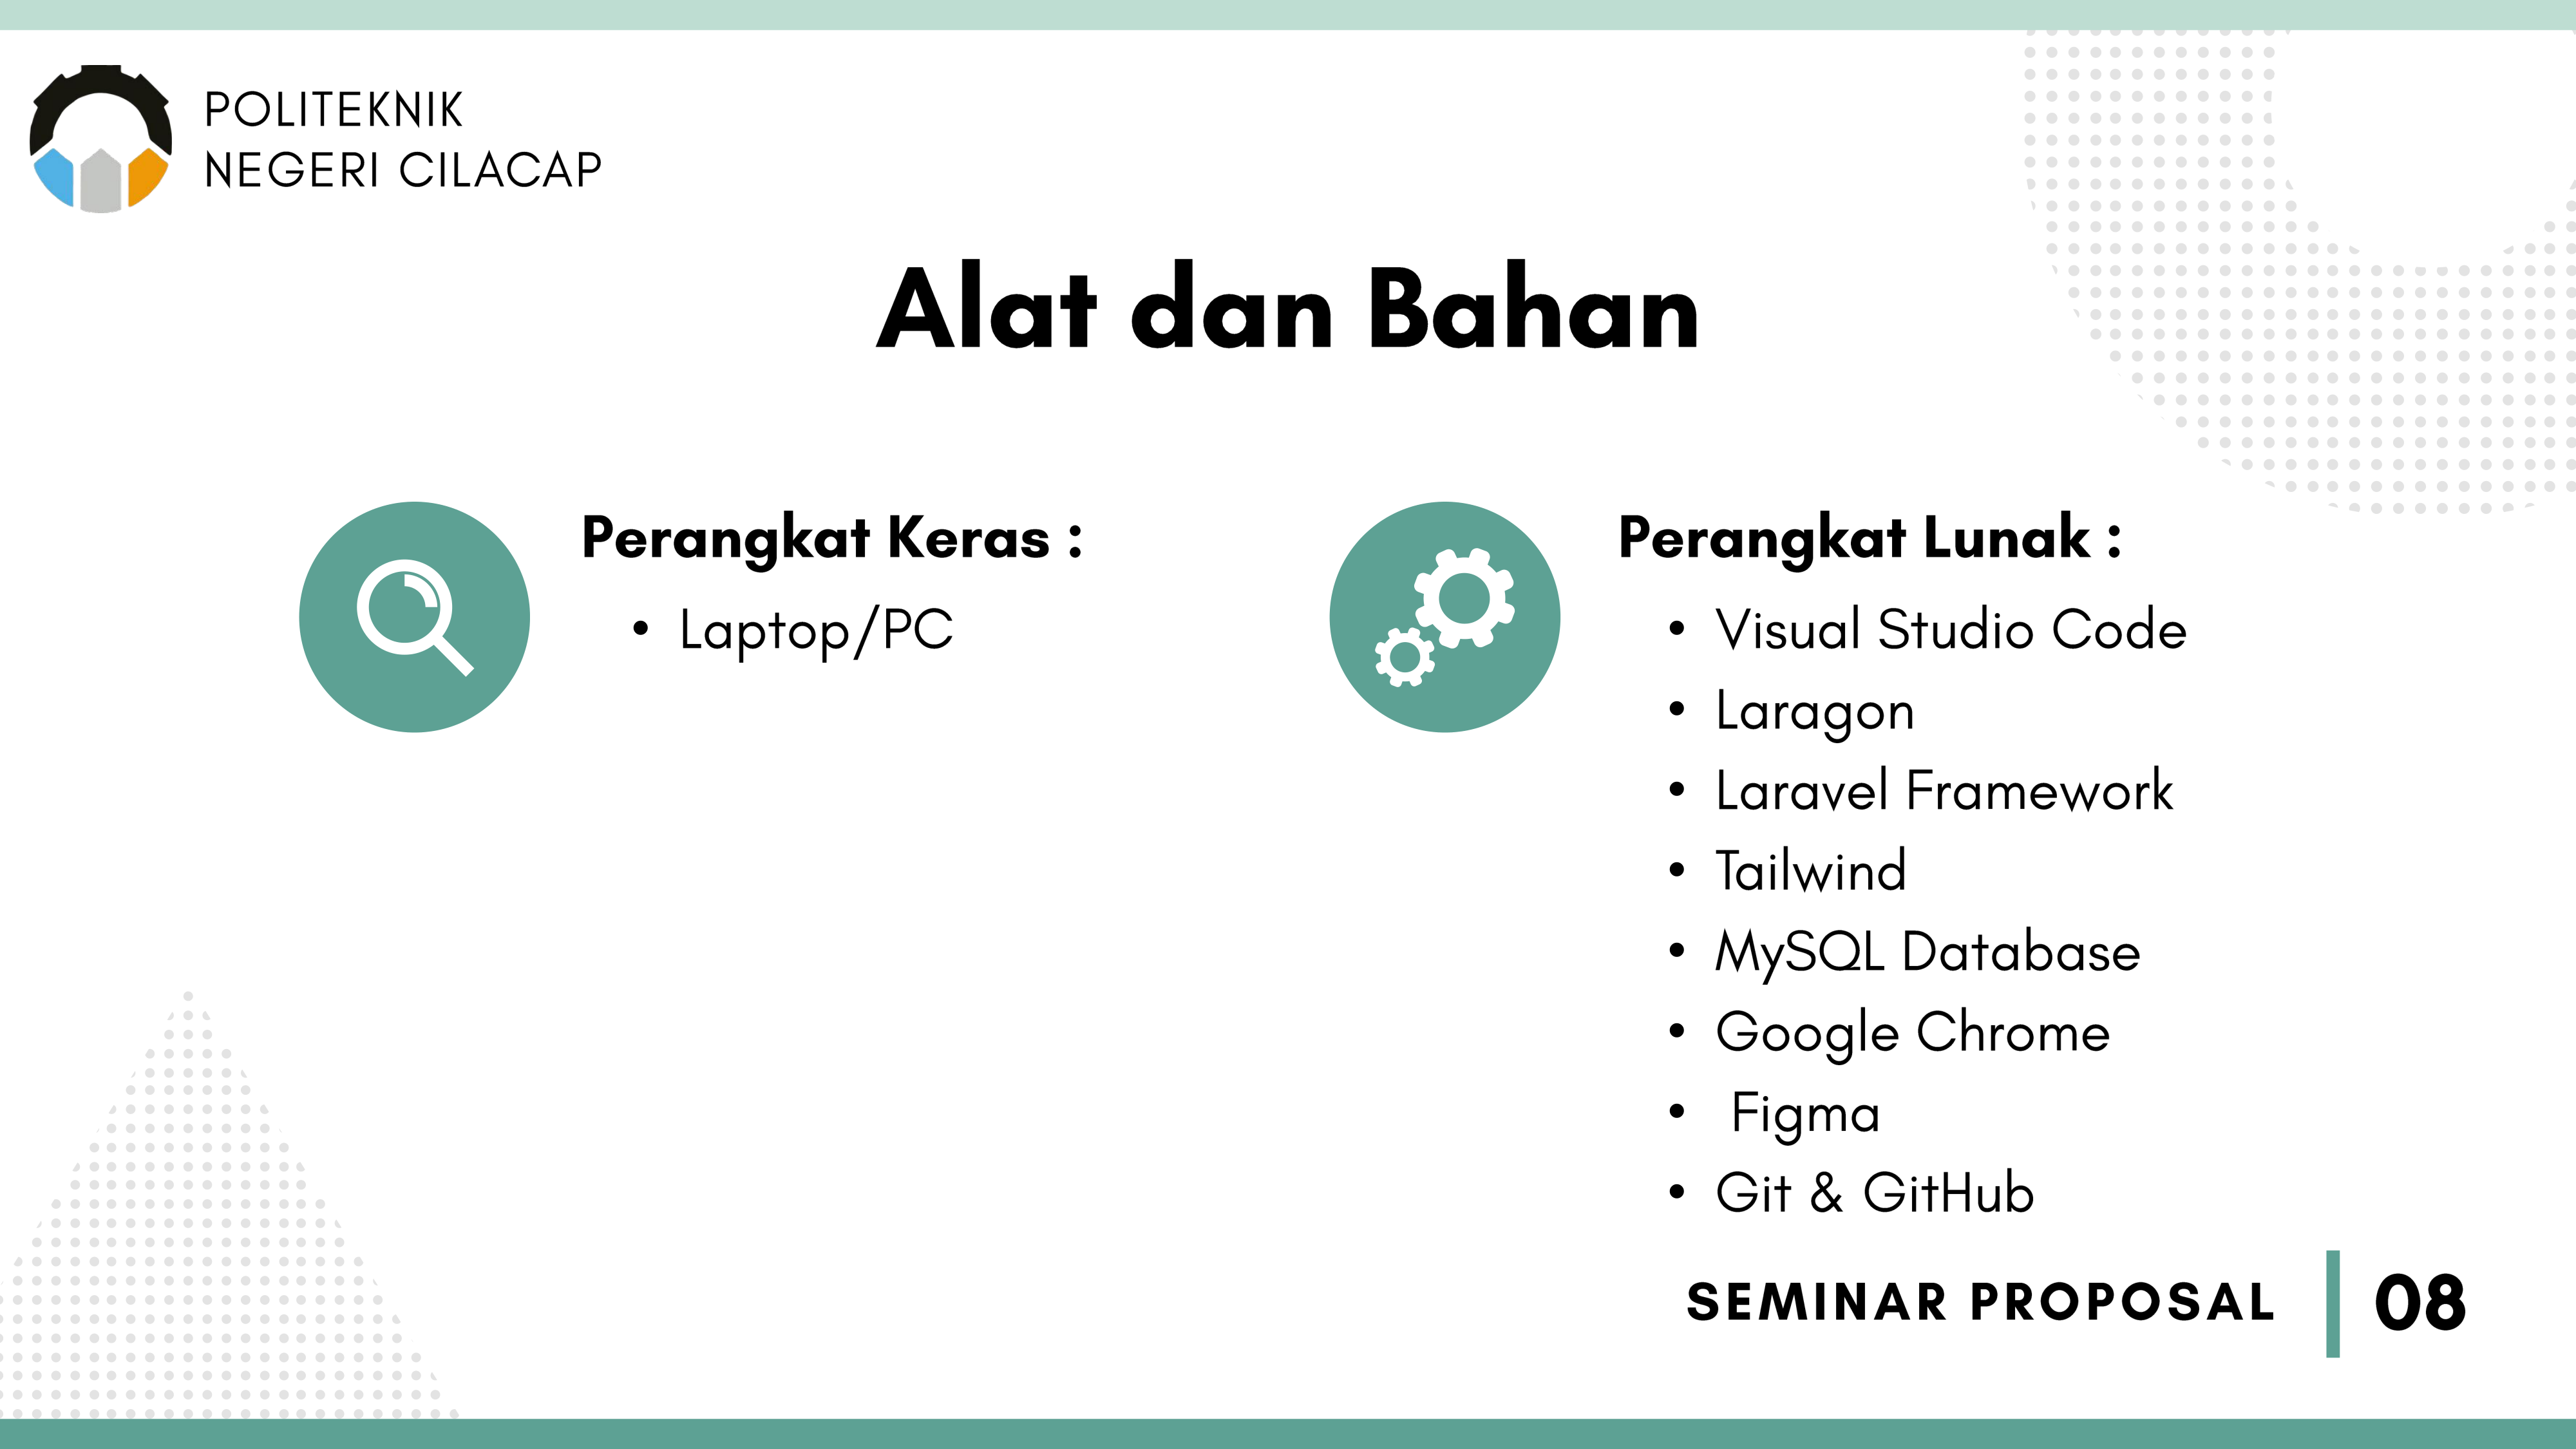 POLITEKNIK
NEGERI CILACAP
Alat dan Bahan
Perangkat Keras :
• Laptop/PC
Perangkat Lunak :
• Visual Studio Code
• Laragon
• Laravel Framework
• Tailwind
• MySQL Database
• Google Chrome
• Figma
• Git & GitHub
SEMINAR PROPOSAL
08